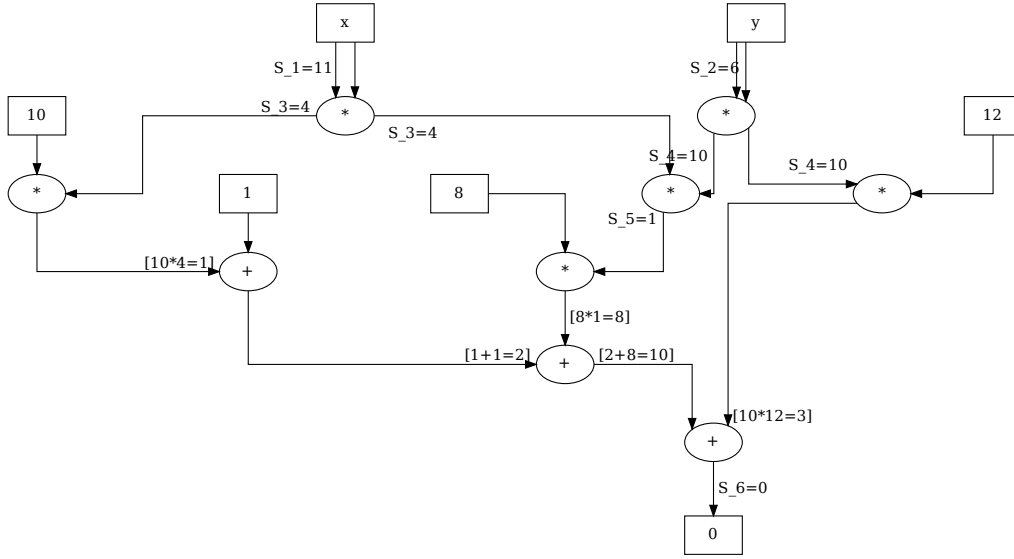 x
y
S_1=11
S_2=6
10
S_3=4
*
S_3=4
*
12
S_4=10
S_4=10
*
1
8
*
*
S_5=1
[10*4=1]
+
*
[8*1=8]
[1+1=2]
+
[2+8=10]
[10*12=3]
+
S_6=0
0